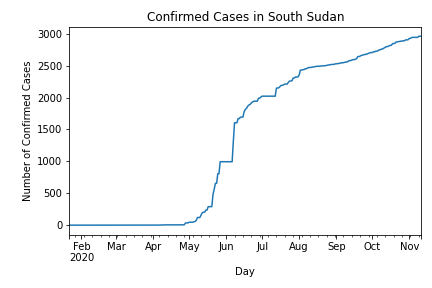 Confirmed Cases in South Sudan
Number of Confirmed Cases
3000
2500
2000
1500
1000
500
0
Feb Mar Apr May Jun Jul Aug Sep Oct Nov
2020
Day